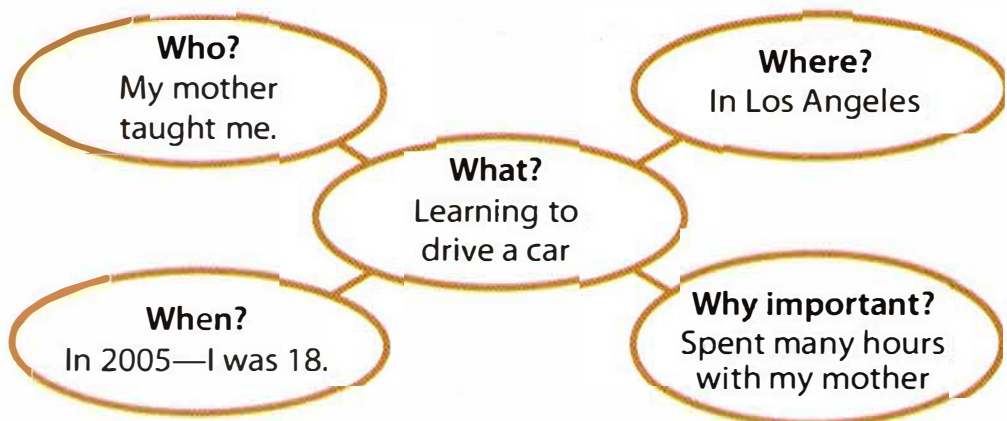 Who?
My mother
taught me.
Where?
In Los Angeles
What?
Learning to
drive a car
When?
In 2005—I was 18.
Why important?
Spent many hours
with my mother